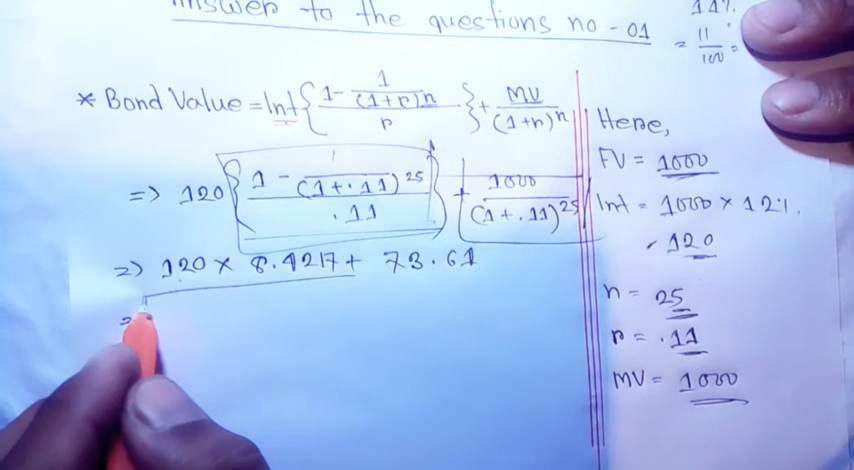 Answer to the questions no - 01
11%
= 11/100 =
* Bond Value = Int { 1 - 1/(1+r)n / r } + MV/(1+r)n
=> 120 { 1 - 1/(1+.11)25 / .11 } + 1000/(1+.11)25
=> 120 × 8.4217 + 73.61
=
Here,
FV = 1000
Int = 1000 × 12%.
= 120
n = 25
r = .11
MV = 1000